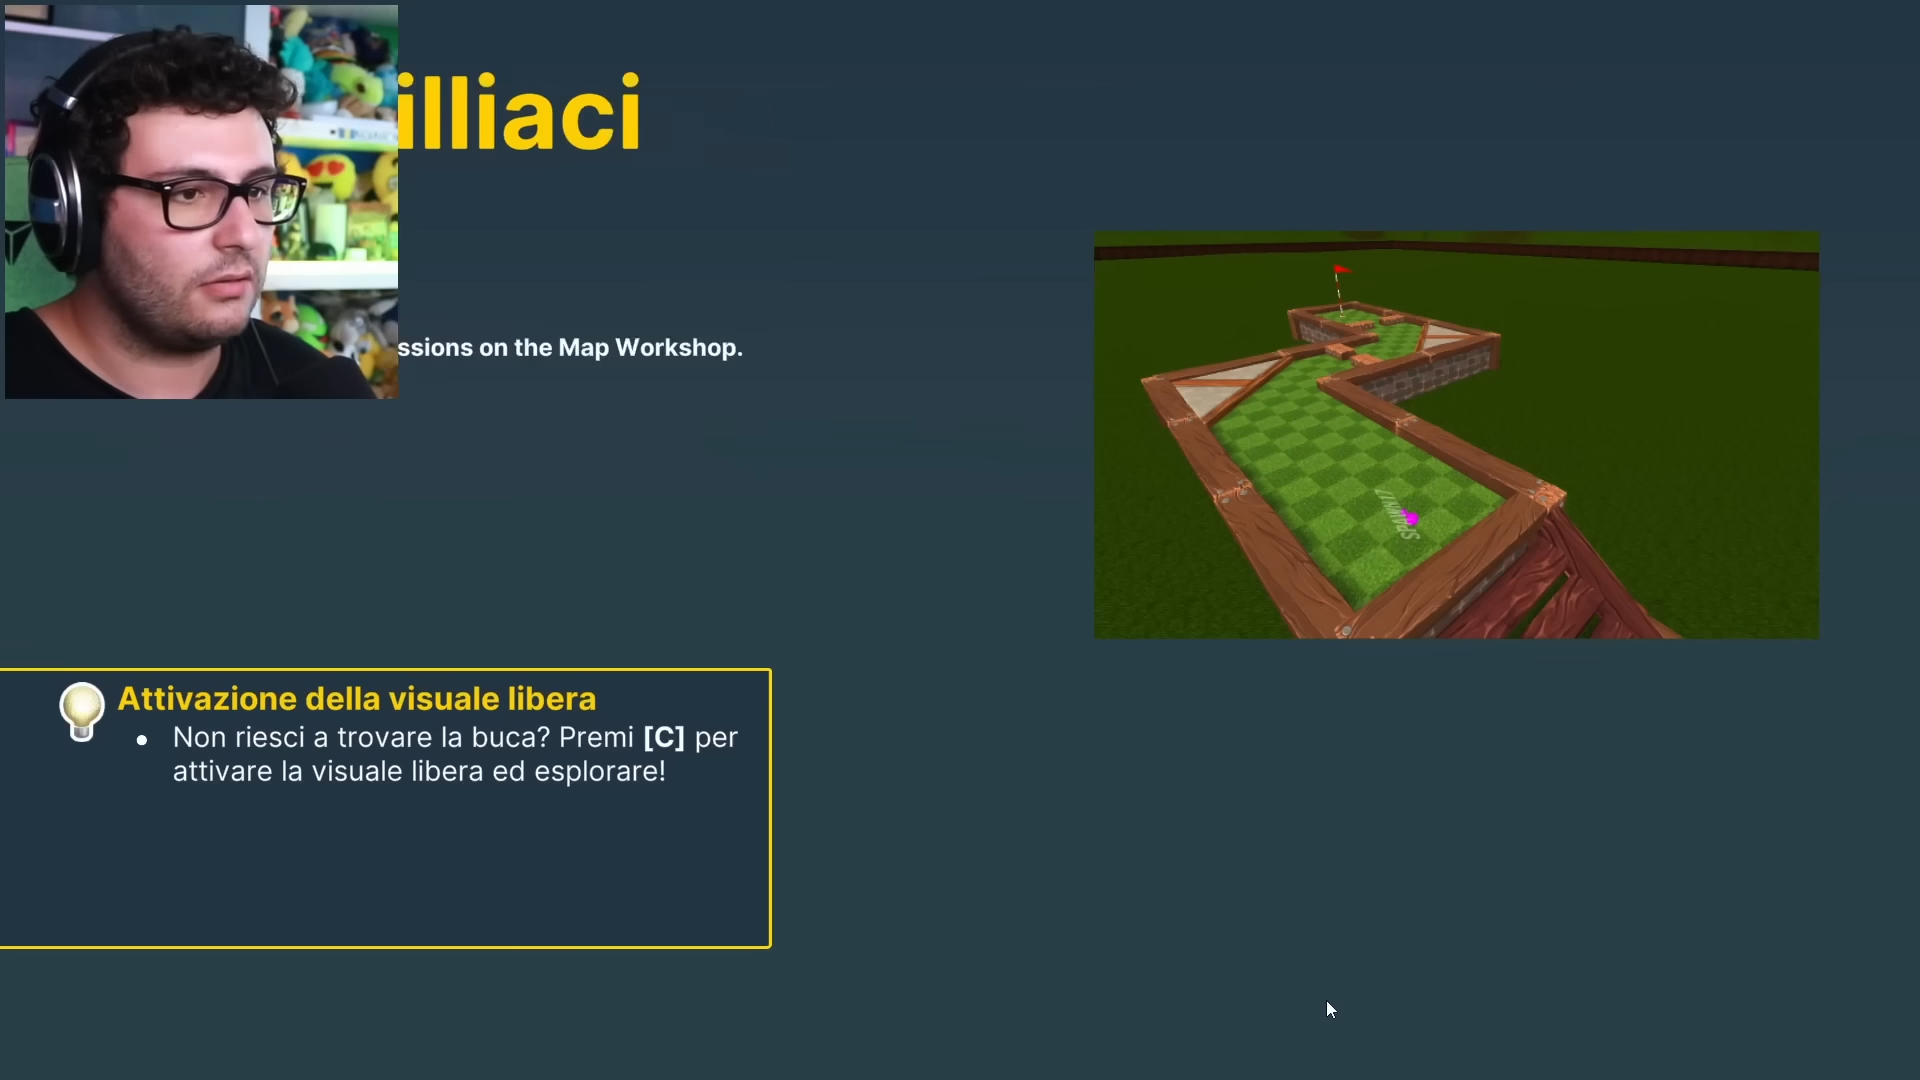 illiaci
ssions on the Map Workshop.
Attivazione della visuale libera
Non riesci a trovare la buca? Premi [C] per
attivare la visuale libera ed esplorare!